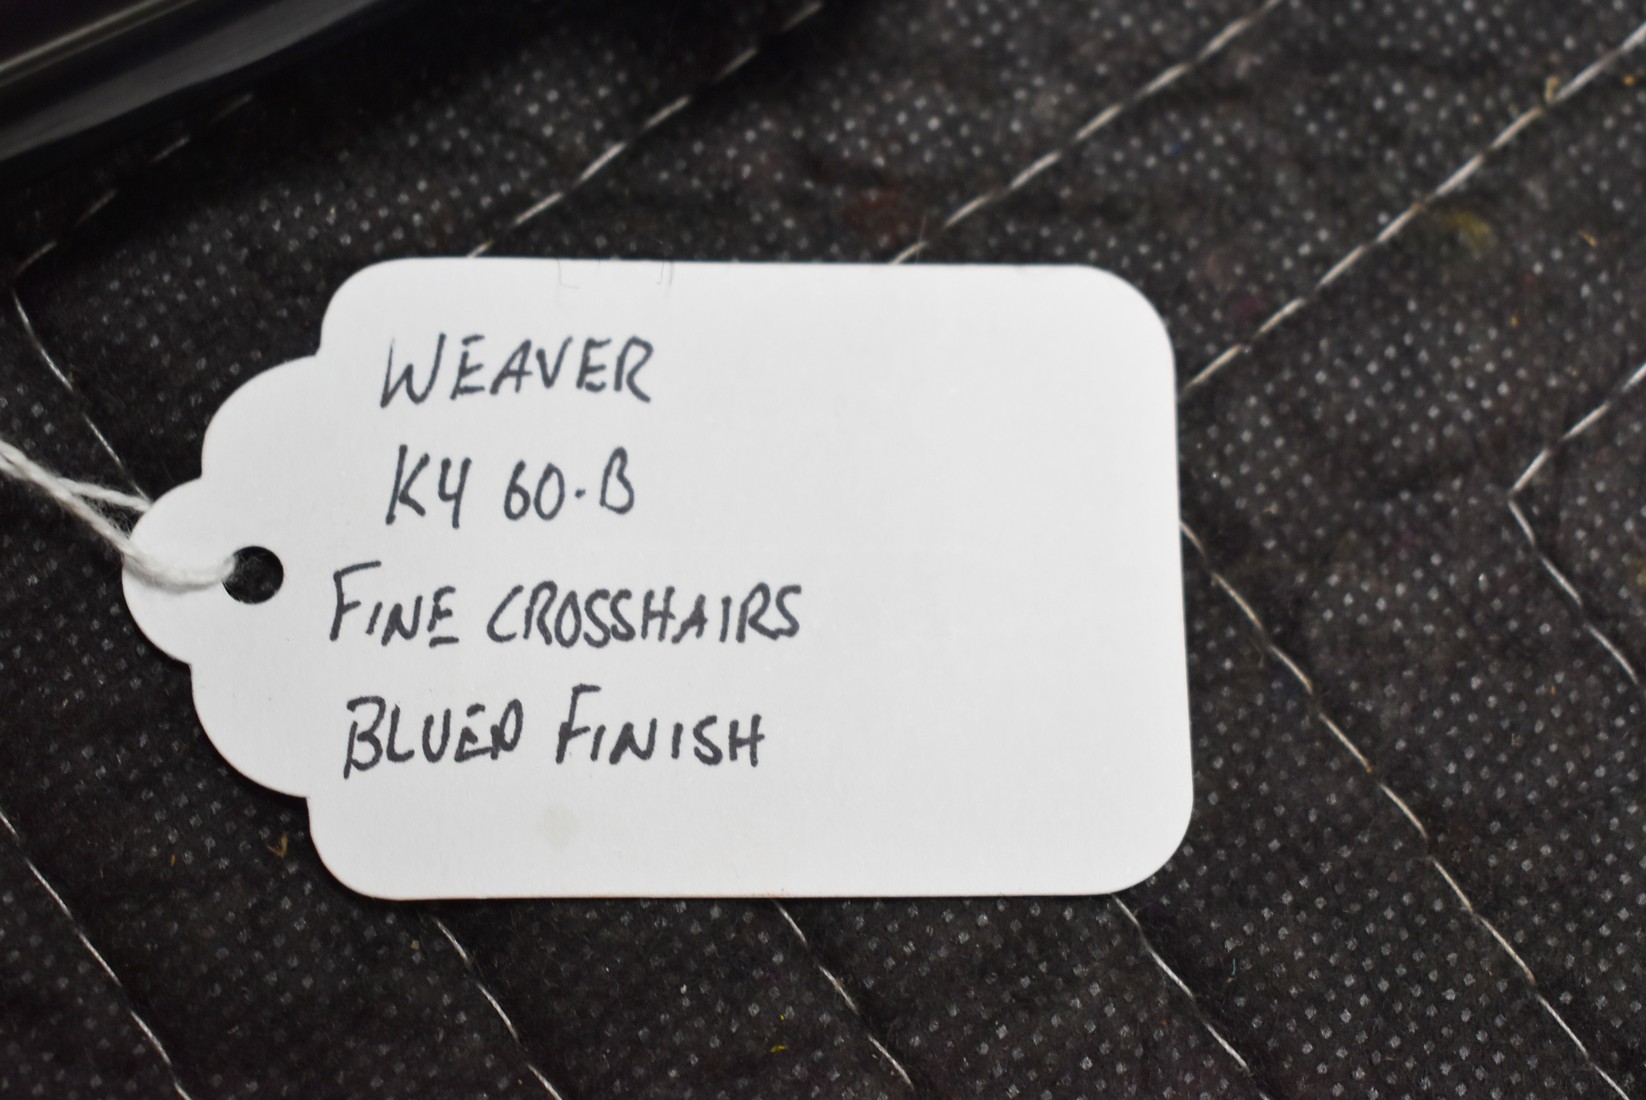 WEAVER
K4 60-B
FINE CROSSHAIRS
BLUED FINISH